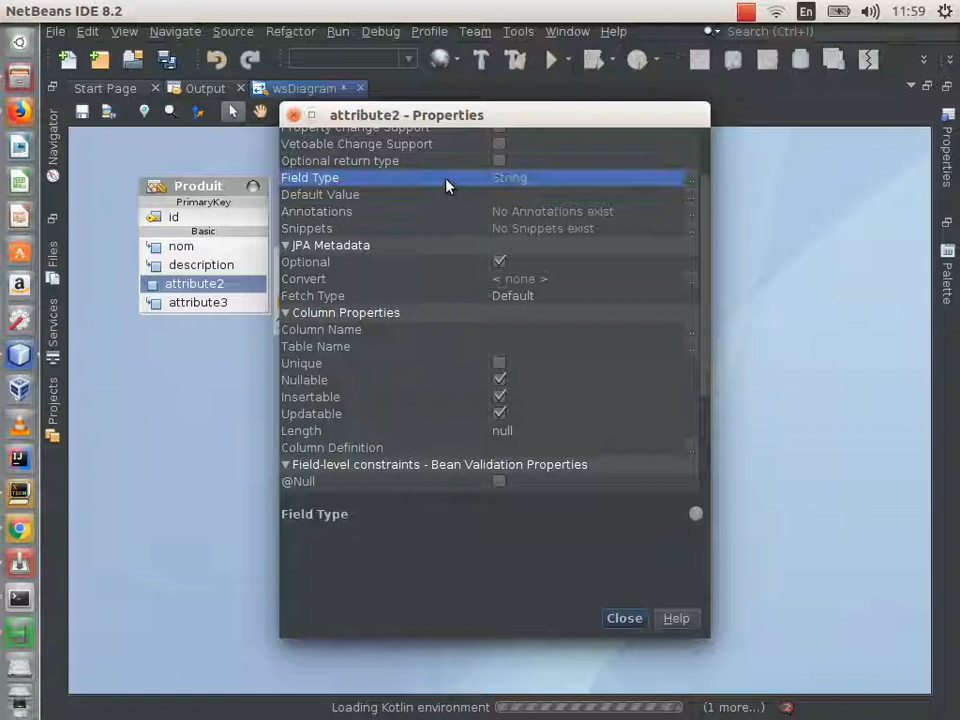 NetBeans IDE 8.2
En
11:59
File Edit View Navigate Source Refactor Run Debug Profile Team Tools Window Help
Search (Ctrl+I)
Start Page
Output
wsDiagram *
attribute2 - Properties
Property Change Support
Vetoable Change Support
Optional return type
Field Type String
Default Value
Annotations No Annotations exist
Snippets No Snippets exist
JPA Metadata
Optional
Convert < none >
Fetch Type Default
Column Properties
Column Name
Table Name
Unique
Nullable
Insertable
Updatable
Length null
Column Definition
Field-level constraints - Bean Validation Properties
@Null
Field Type
Close
Help
Produit
PrimaryKey
id
Basic
nom
description
attribute2
attribute3
Navigator
Files
Services
Projects
Properties
Palette
Loading Kotlin environment
(1 more...)
2